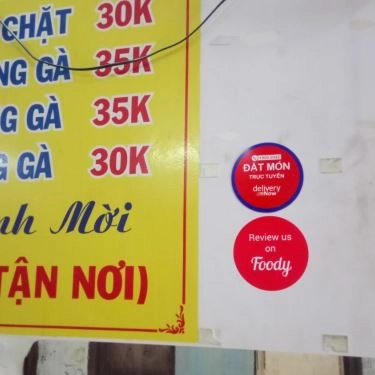 CHẶT 30K
NG GÀ 35K
NG GÀ 35K
G GÀ 30K
nh Mời
TẬN NƠI)
ĐẶT MÓN
TRỰC TUYẾN
delivery
Now
Review us
on
Foody